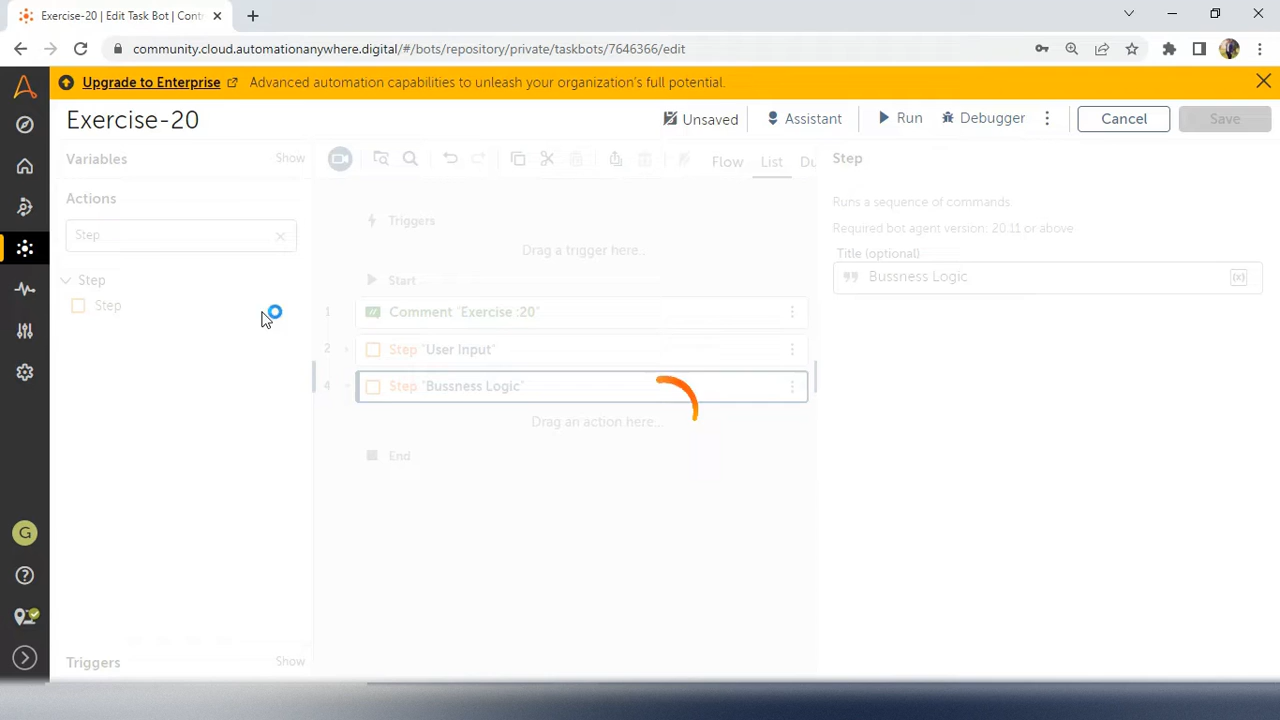 Exercise-20 | Edit Task Bot | Cont
community.cloud.automationanywhere.digital/#/bots/repository/private/taskbots/7646366/edit
Upgrade to Enterprise Advanced automation capabilities to unleash your organization's full potential.
Exercise-20 Unsaved Assistant Run Debugger Cancel Save
Variables Show Flow List Du Step
Actions
Step
Step
Step
Triggers
Drag a trigger here..
Start
1 Comment "Exercise :20"
2 Step "User Input"
4 Step "Bussness Logic"
Drag an action here...
End
Runs a sequence of commands
Required bot agent version: 20.11 or above
Title (optional)
Bussness Logic (x)
G
Triggers Show